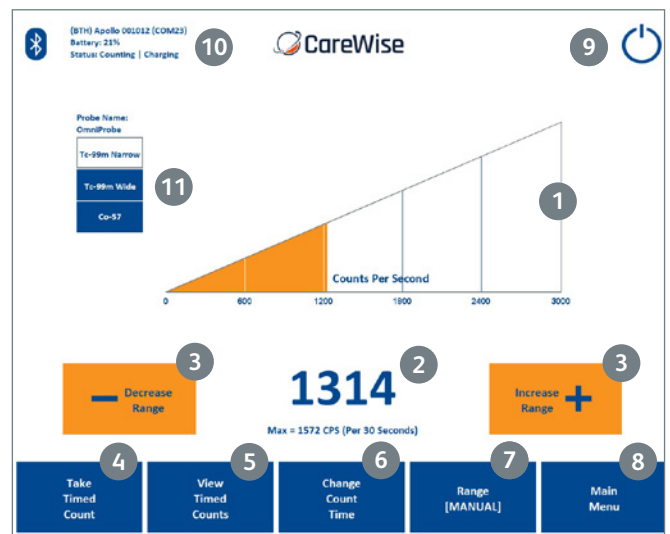 (BTH) Apollo 001012 (COM23)
Battery: 21%
Status: Counting | Charging
10
CareWise
9
Probe Name:
OmniProbe
Tc-99m Narrow
Tc-99m Wide
11
Co-57
1
Counts Per Second
0 600 1200 1800 2400 3000
3
Decrease
Range
1314
2
Max = 1572 CPS (Per 30 Seconds)
3
Increase
Range
4
Take
Timed
Count
5
View
Timed
Counts
6
Change
Count
Time
7
Range
[MANUAL]
8
Main
Menu